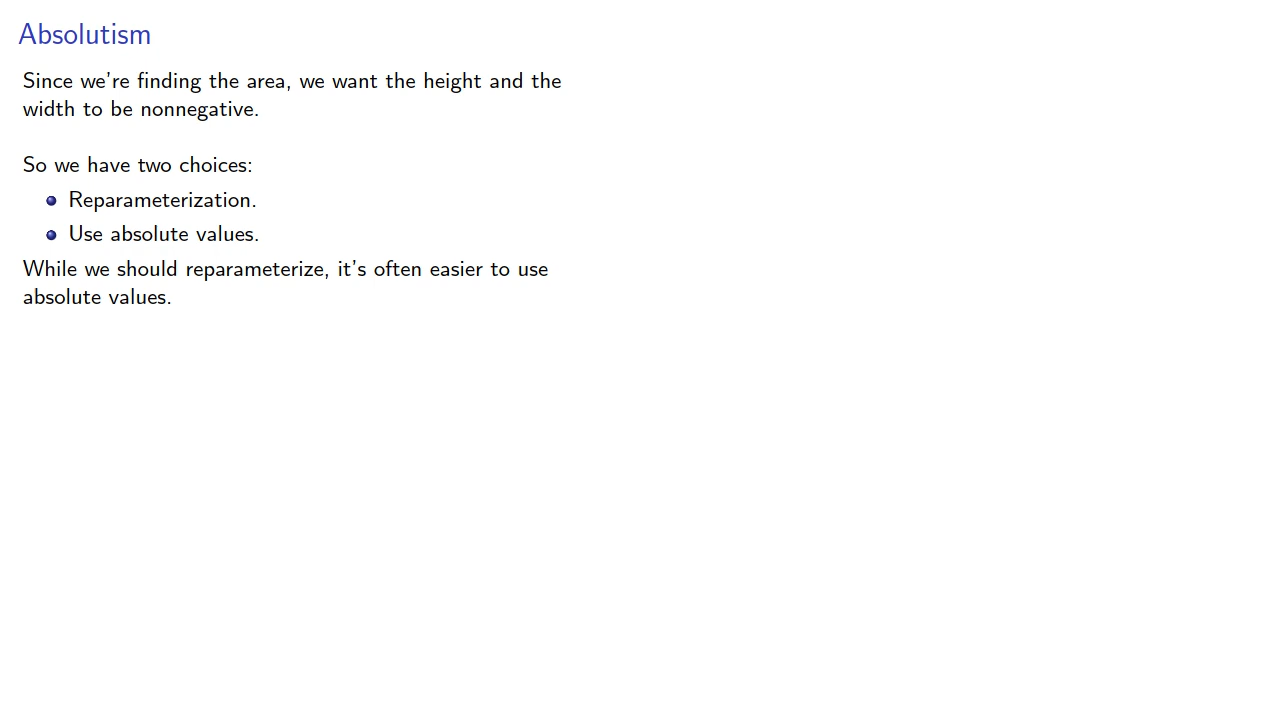 Absolutism
Since we're finding the area, we want the height and the
width to be nonnegative.
So we have two choices:
Reparameterization.
Use absolute values.
While we should reparameterize, it's often easier to use
absolute values.